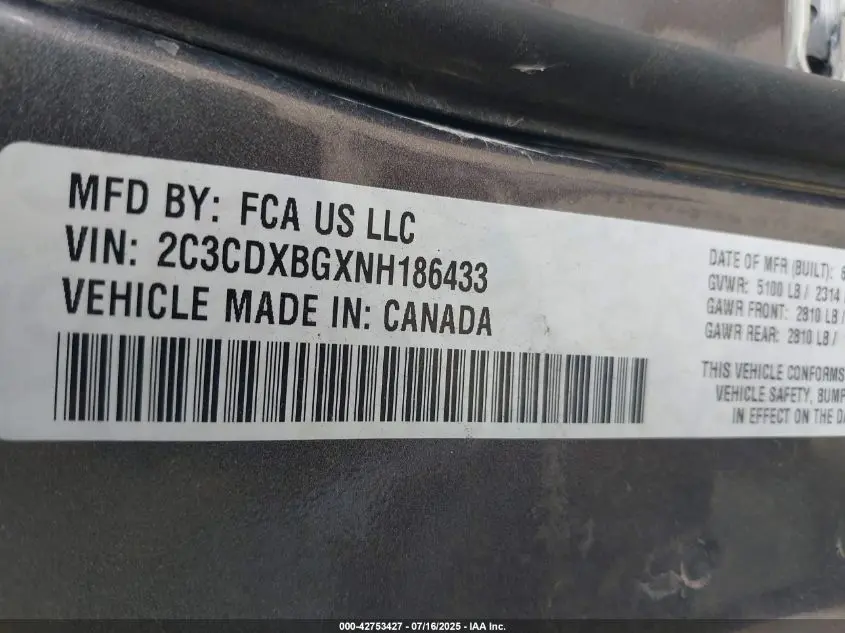 MFD BY: FCA US LLC
VIN: 2C3CDXBGXNH186433
VEHICLE MADE IN: CANADA
DATE OF MFR (BUILT): 8
GVWR: 5100 LB / 2314
GAWR FRONT: 2810 LB /
GAWR REAR: 2810 LB /
THIS VEHICLE CONFORMS
VEHICLE SAFETY, BUMP
IN EFFECT ON THE DA
000-42753427 - 07/16/2025 - IAA Inc.